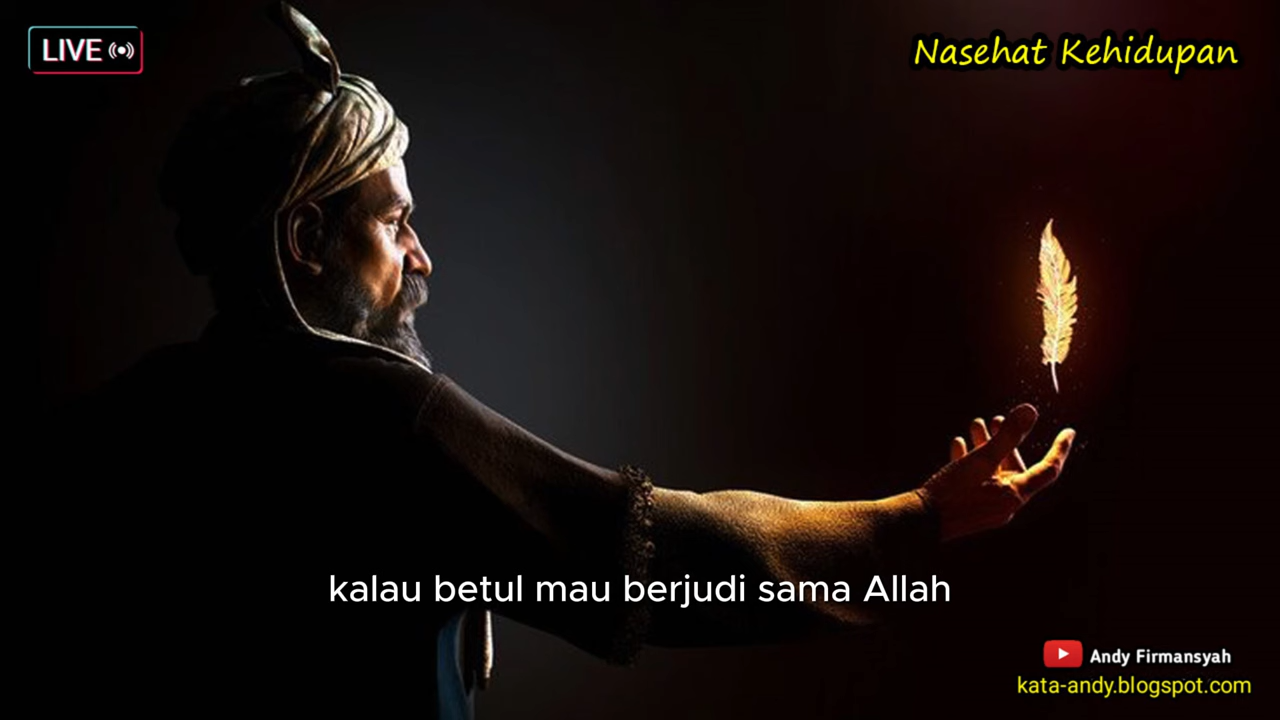 LIVE
Nasehat Kehidupan
kalau betul mau berjudi sama Allah
Andy Firmansyah
kata-andy.blogspot.com